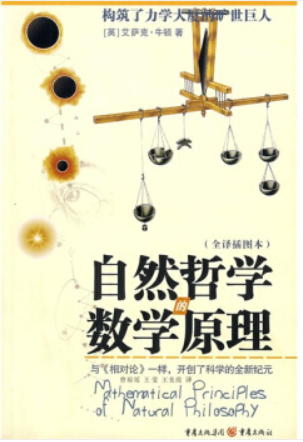 构筑了力学大厦的旷世巨人
[英]艾萨克·牛顿 著
(全译插图本)
自然哲学
的
数学原理
与《相对论》一样，开创了科学的全新纪元
Mathematical Principles
of Natural Philosophy
重庆出版集团 重庆出版社